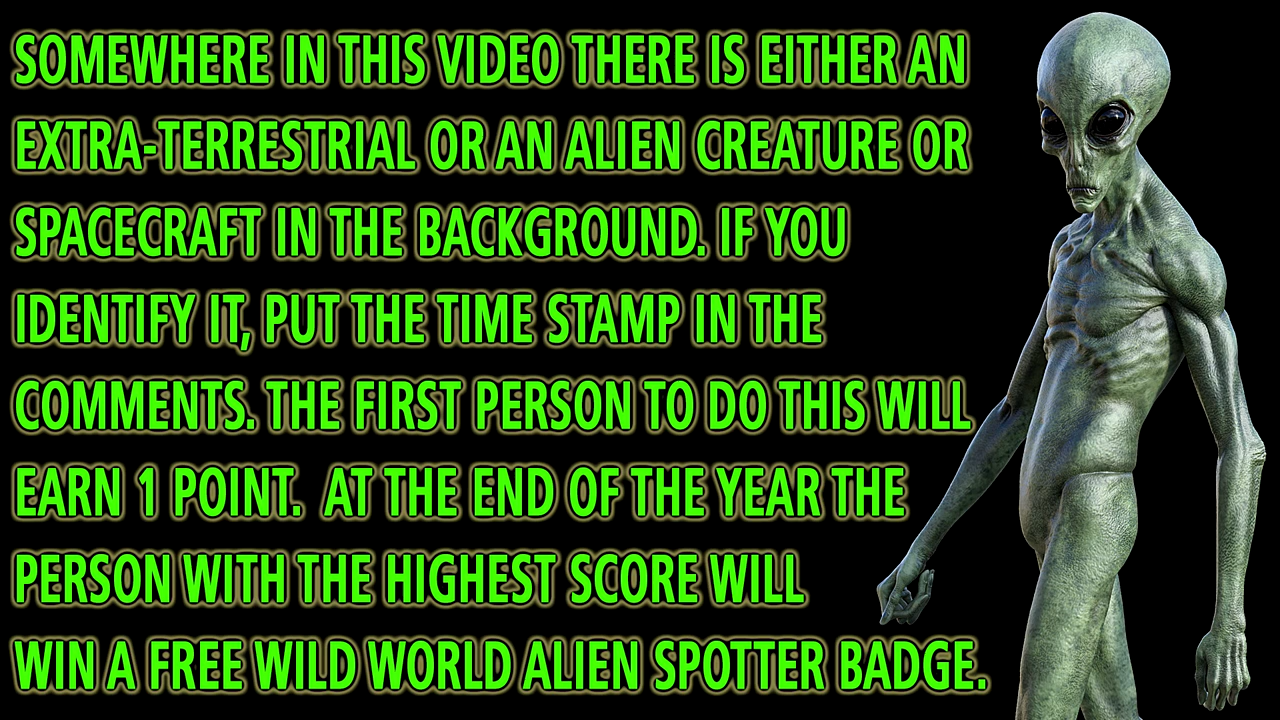 SOMEWHERE IN THIS VIDEO THERE IS EITHER AN
EXTRA-TERRESTRIAL OR AN ALIEN CREATURE OR
SPACECRAFT IN THE BACKGROUND. IF YOU
IDENTIFY IT, PUT THE TIME STAMP IN THE
COMMENTS. THE FIRST PERSON TO DO THIS WILL
EARN 1 POINT.  AT THE END OF THE YEAR THE
PERSON WITH THE HIGHEST SCORE WILL
WIN A FREE WILD WORLD ALIEN SPOTTER BADGE.